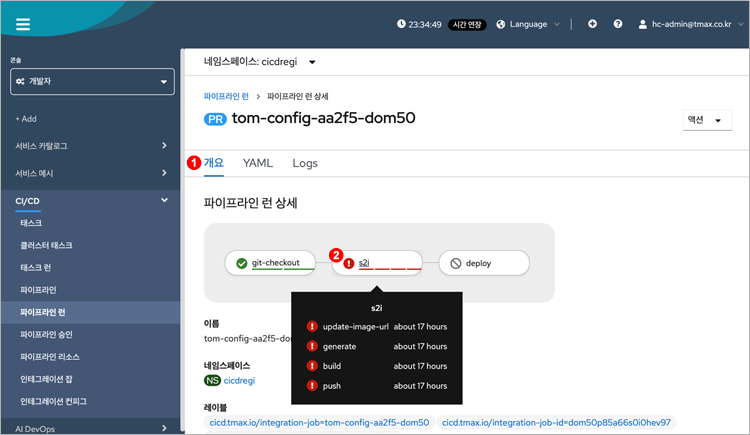 23:34:49 시간 연장 Language hc-admin@tmax.co.kr
콘솔
개발자
+ Add
서비스 카탈로그
서비스 메시
CI/CD
태스크
클러스터 태스크
태스크 런
파이프라인
파이프라인 런
파이프라인 승인
파이프라인 리소스
인테그레이션 잡
인테그레이션 컨피그
AI DevOps
네임스페이스: cicdregi
파이프라인 런 > 파이프라인 런 상세
PR tom-config-aa2f5-dom50
액션
1 개요 YAML Logs
파이프라인 런 상세
git-checkout 2 s2i deploy
s2i
update-image-url about 17 hours
generate about 17 hours
build about 17 hours
push about 17 hours
이름
tom-config-aa2f5-dom
네임스페이스
NS cicdregi
레이블
cicd.tmax.io/integration-job=tom-config-aa2f5-dom50 cicd.tmax.io/integration-job-id=dom50p85a66s0i0hev97